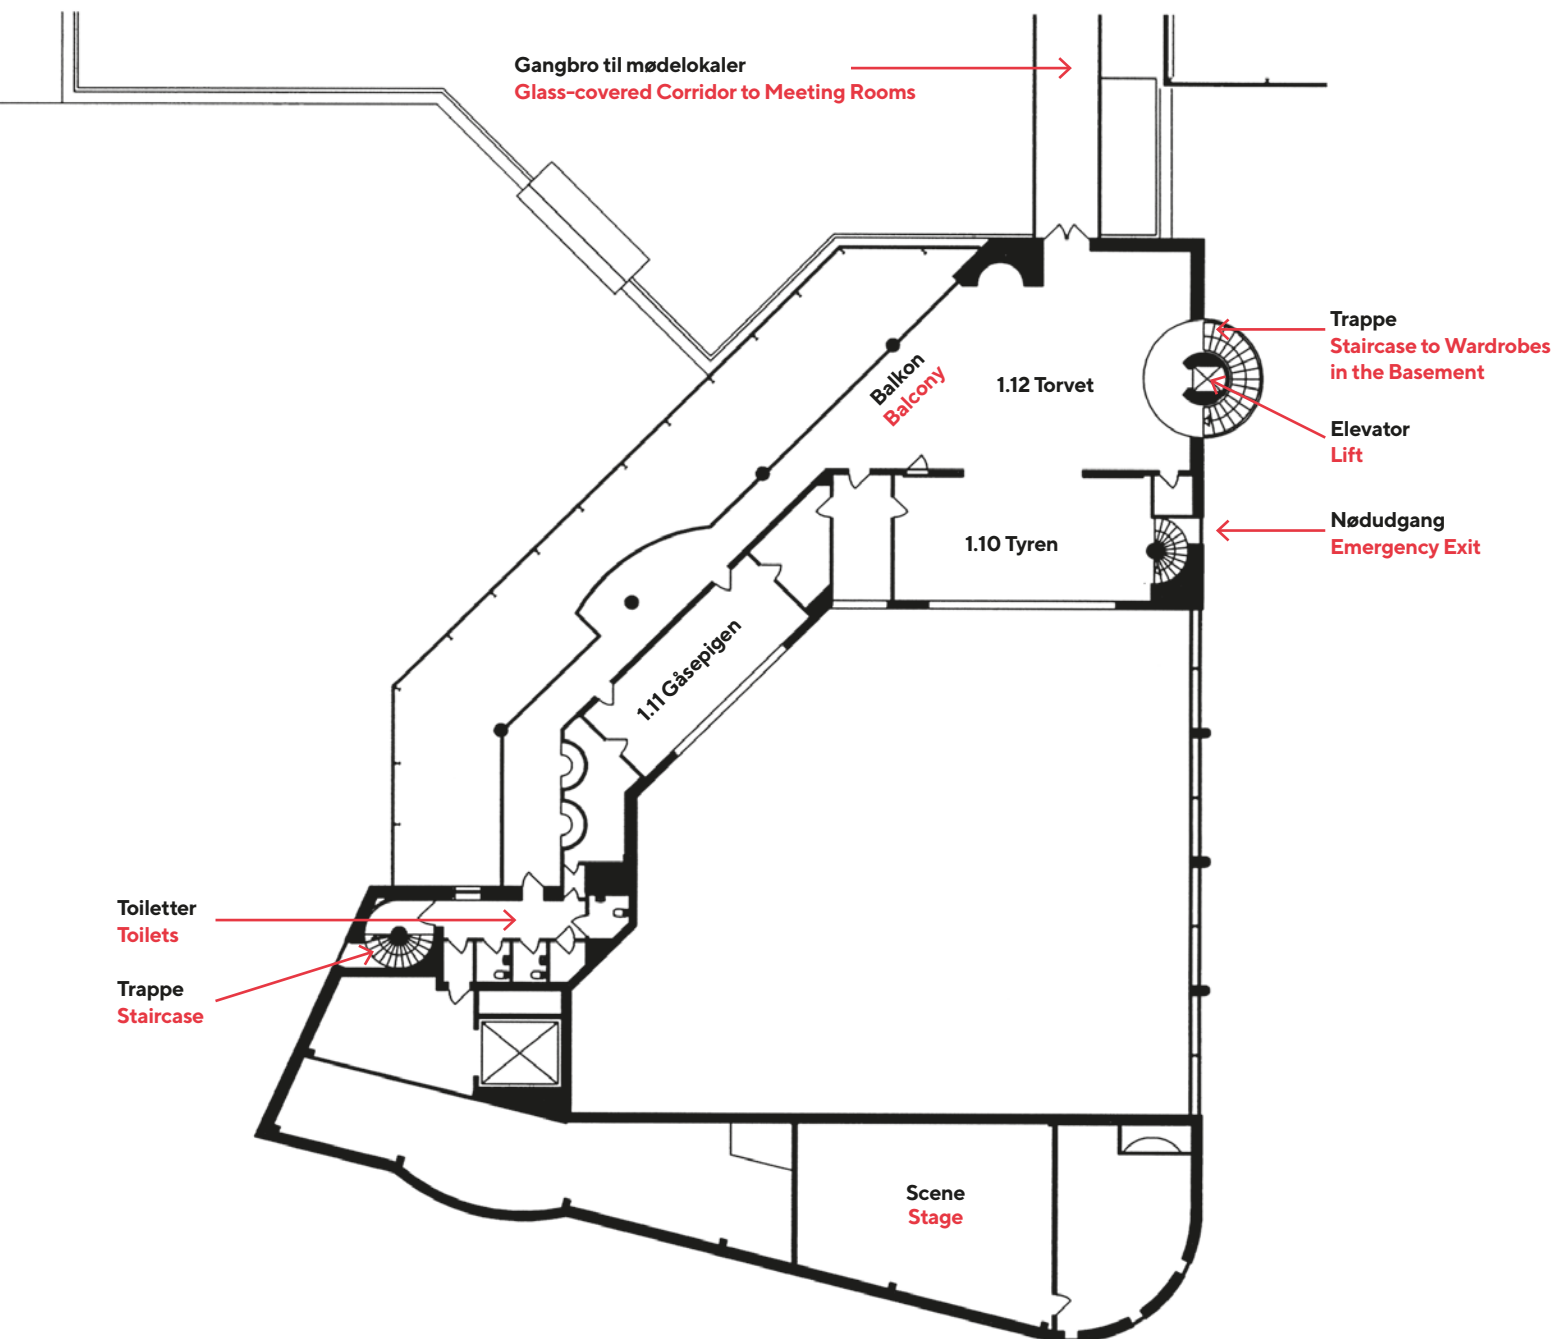 Gangbro til mødelokaler
Glass-covered Corridor to Meeting Rooms
Trappe
Staircase to Wardrobes
in the Basement
Balkon
Balcony
1.12 Torvet
Elevator
Lift
Nødudgang
Emergency Exit
1.10 Tyren
1.11 Gåsepigen
Toiletter
Toilets
Trappe
Staircase
Scene
Stage